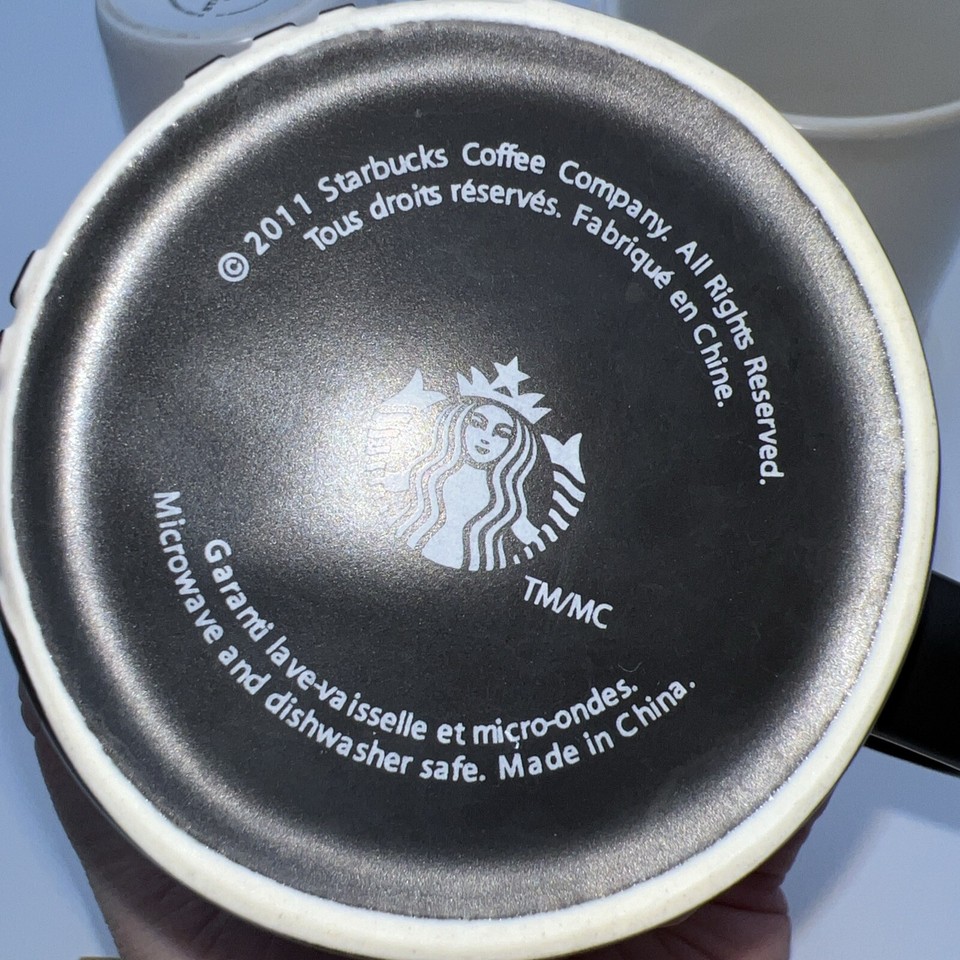 © 2011 Starbucks Coffee Company. All Rights Reserved.
Tous droits réservés. Fabriqué en Chine.
TM/MC
Garanti lave-vaisselle et micro-ondes.
Microwave and dishwasher safe. Made in China.